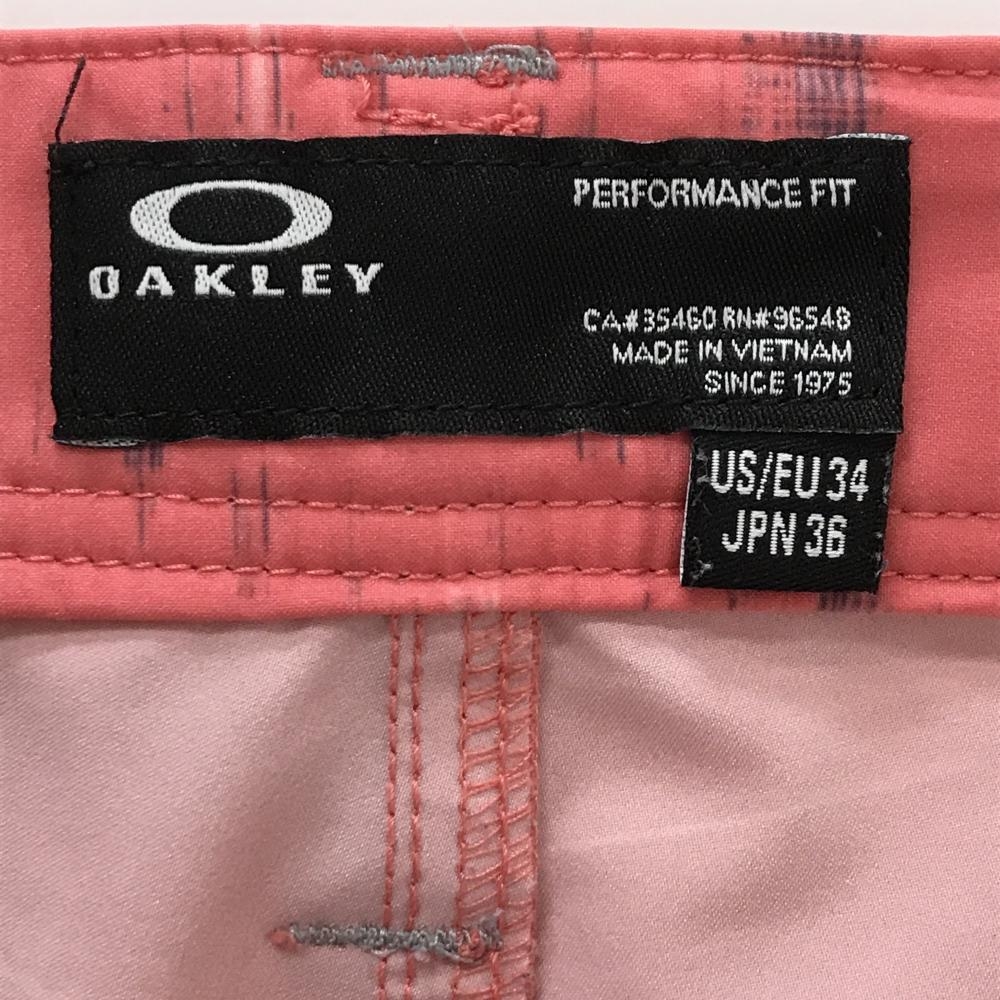 OAKLEY
PERFORMANCE FIT
CA#35460 RN#96548
MADE IN VIETNAM
SINCE 1975
US/EU 34
JPN 36